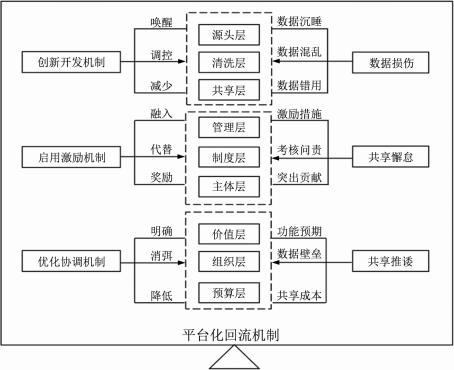 唤醒 源头层 数据沉睡
创新开发机制 调控 清洗层 数据混乱 数据损伤
减少 共享层 数据错用
融入 管理层 激励措施
启用激励机制 代替 制度层 考核问责 共享懈怠
奖励 主体层 突出贡献
明确 价值层 功能预期
优化协调机制 消弭 组织层 数据壁垒 共享推诿
降低 预算层 共享成本
平台化回流机制